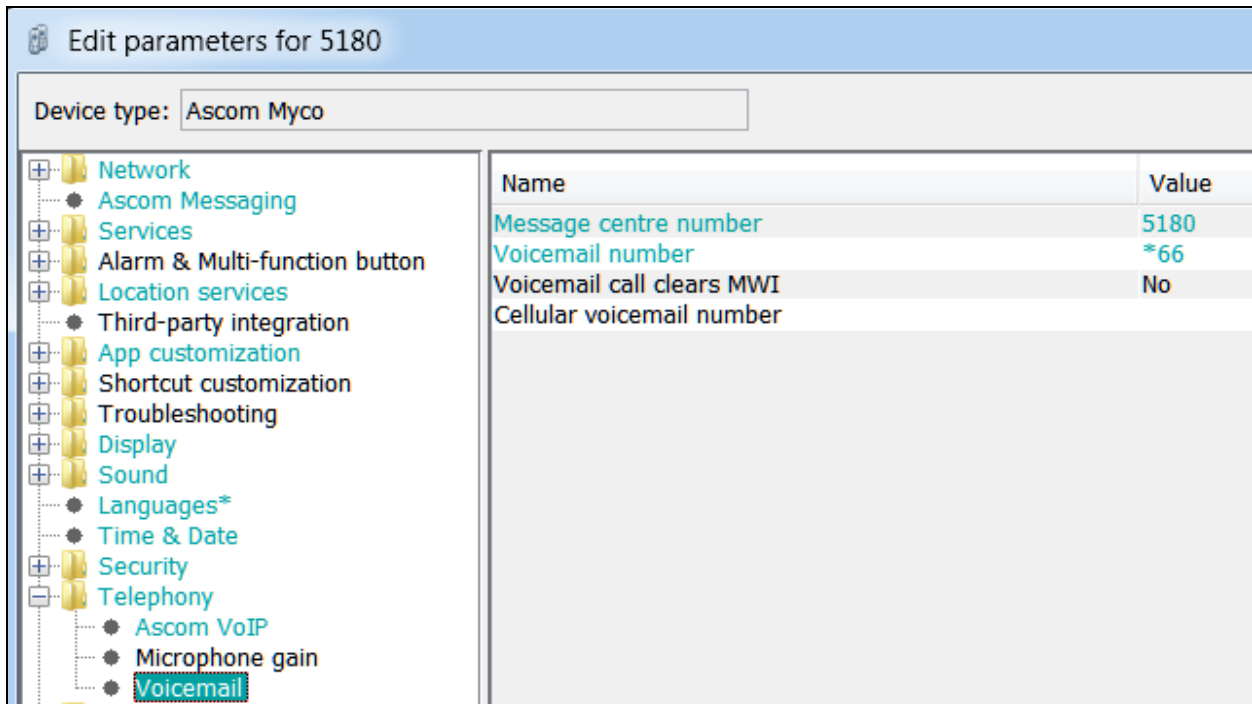 Edit parameters for 5180
Device type: Ascom Myco
Network
Ascom Messaging
Services
Alarm & Multi-function button
Location services
Third-party integration
App customization
Shortcut customization
Troubleshooting
Display
Sound
Languages*
Time & Date
Security
Telephony
Ascom VoIP
Microphone gain
Voicemail
Name Value
Message centre number 5180
Voicemail number *66
Voicemail call clears MWI No
Cellular voicemail number